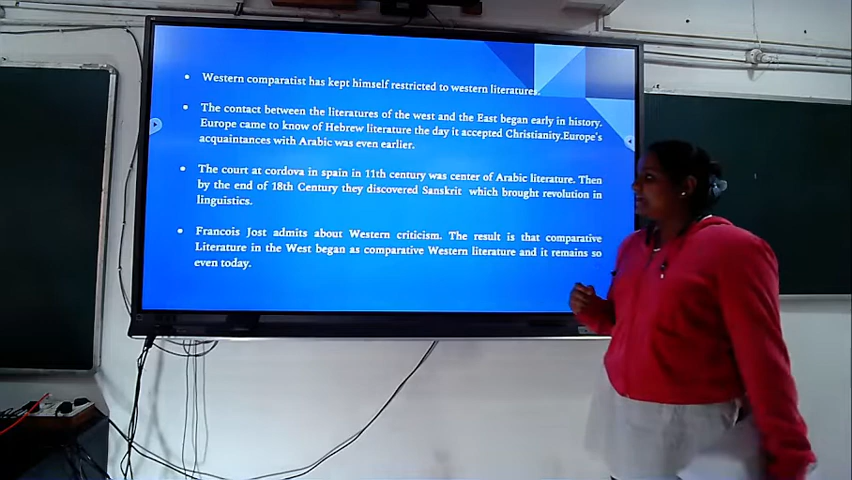 Western comparatist has kept himself restricted to western literatures.
The contact between the literatures of the west and the East began early in history.
Europe came to know of Hebrew literature the day it accepted Christianity.Europe's
acquaintances with Arabic was even earlier.
The court at cordova in spain in 11th century was center of Arabic literature. Then
by the end of 18th Century they discovered Sanskrit which brought revolution in
linguistics.
Francois Jost admits about Western criticism. The result is that comparative
Literature in the West began as comparative Western literature and it remains so
even today.